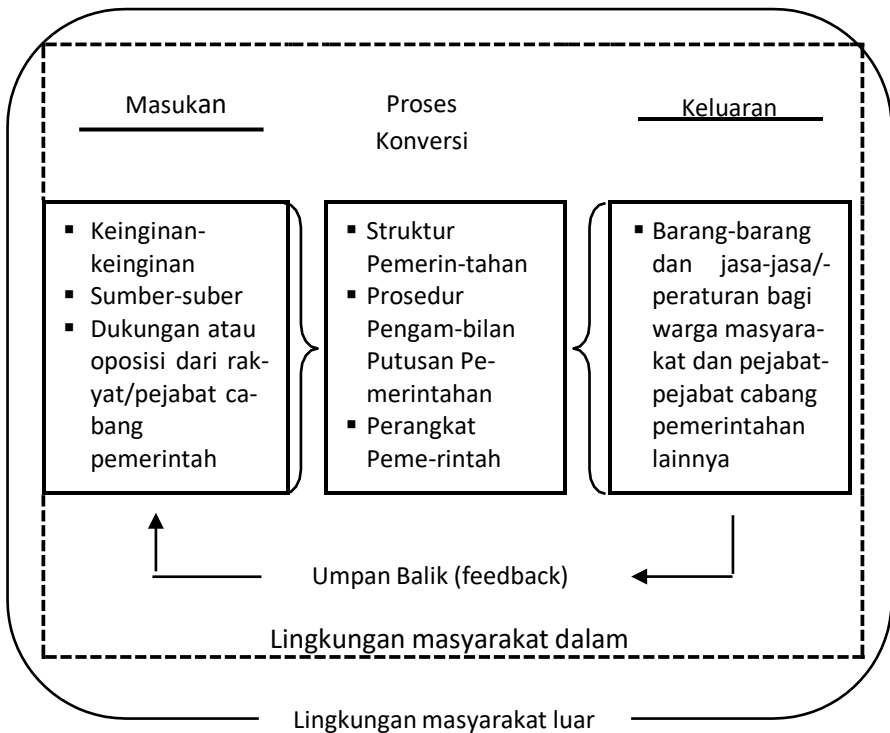 Masukan
Proses
Konversi
Keluaran
▪ Keinginan-
keinginan
▪ Sumber-suber
▪ Dukungan atau
oposisi dari rak-
yat/pejabat ca-
bang
pemerintah
▪ Struktur
Pemerin-tahan
▪ Prosedur
Pengam-bilan
Putusan Pe-
merintahan
▪ Perangkat
Peme-rintah
▪ Barang-barang
dan jasa-jasa/-
peraturan bagi
warga masyara-
kat dan pejabat-
pejabat cabang
pemerintahan
lainnya
Umpan Balik (feedback)
Lingkungan masyarakat dalam
Lingkungan masyarakat luar